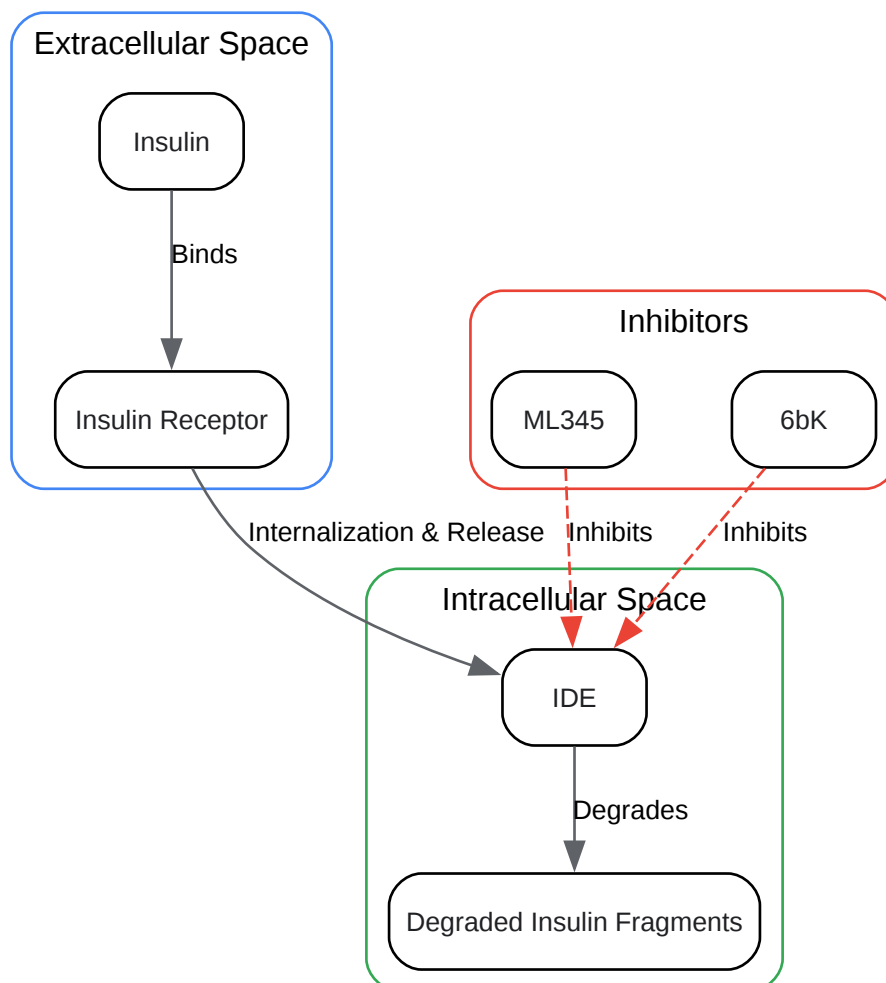 Extracellular Space
Insulin
Binds
Inhibitors
Insulin Receptor
ML345
6bK
Internalization & Release
Inhibits
Inhibits
Intracellular Space
IDE
Degrades
Degraded Insulin Fragments